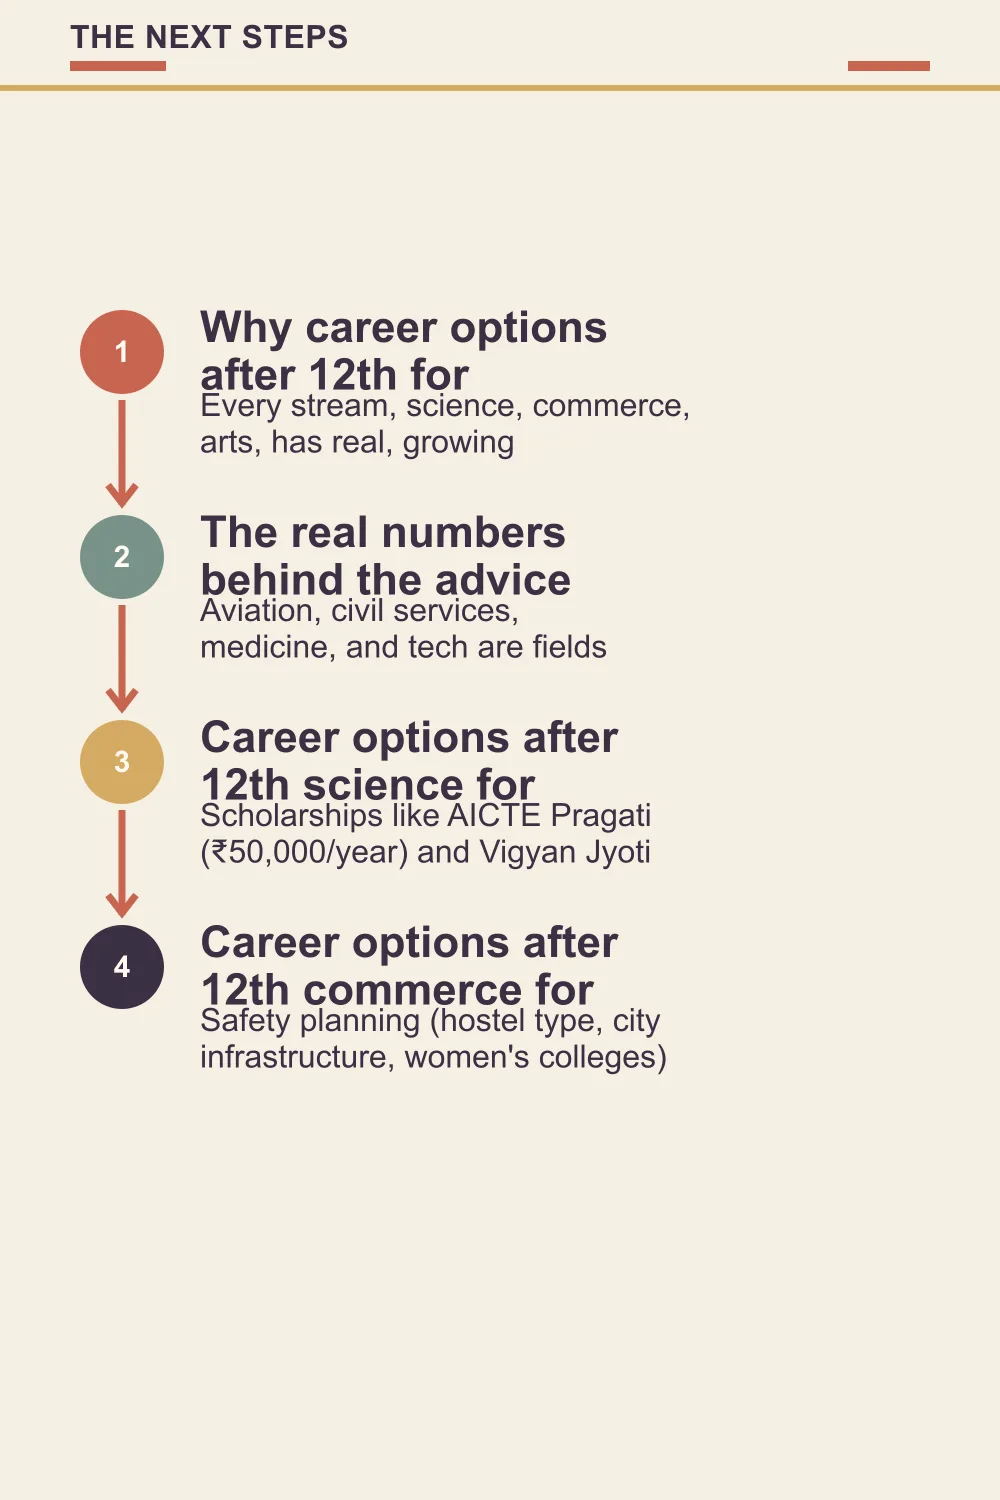 THE NEXT STEPS
1
Why career options
after 12th for
Every stream, science, commerce,
arts, has real, growing
2
The real numbers
behind the advice
Aviation, civil services,
medicine, and tech are fields
3
Career options after
12th science for
Scholarships like AICTE Pragati
(₹50,000/year) and Vigyan Jyoti
4
Career options after
12th commerce for
Safety planning (hostel type, city
infrastructure, women's colleges)